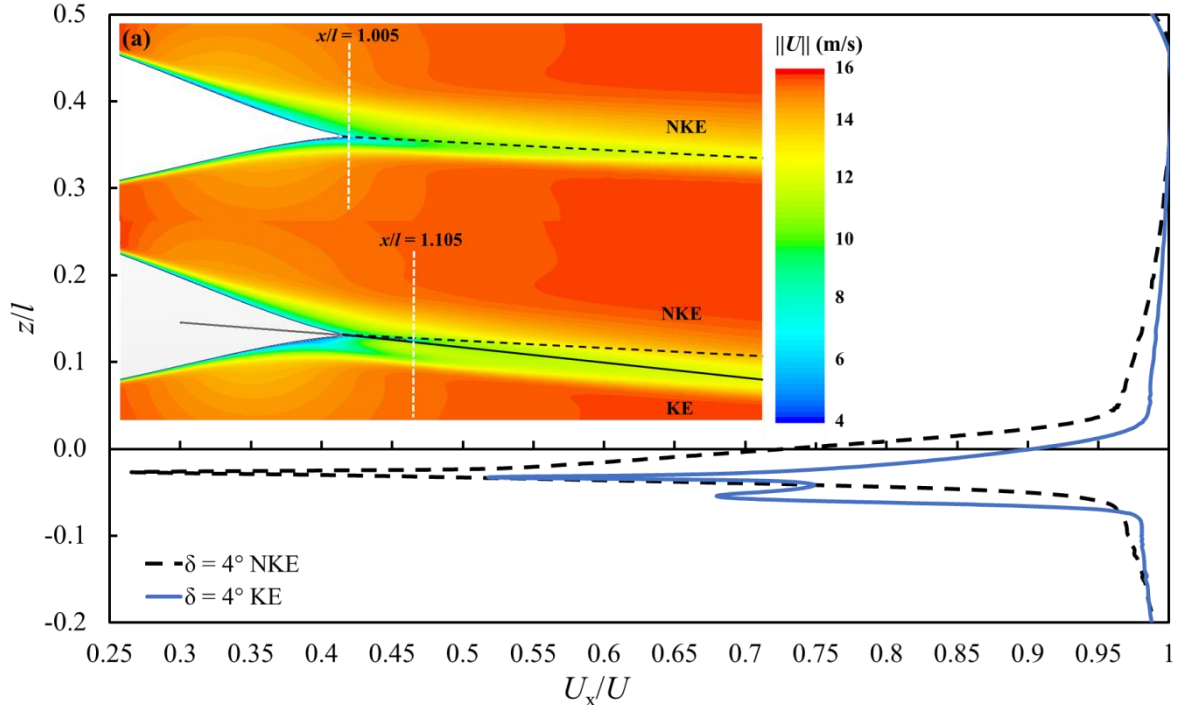 0.5
0.4
0.3
0.2
0.1
0.0
-0.1
-0.2
z/l
(a)
x/l = 1.005
NKE
x/l = 1.105
NKE
KE
||U|| (m/s)
16
14
12
10
8
6
4
δ = 4° NKE
δ = 4° KE
0.25 0.3 0.35 0.4 0.45 0.5 0.55 0.6 0.65 0.7 0.75 0.8 0.85 0.9 0.95 1
Uₓ/U